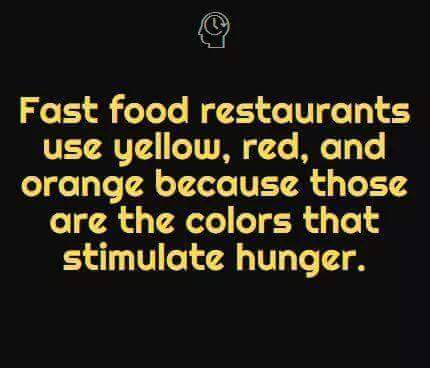 Fast food restaurants
use yellow, red, and
orange because those
are the colors that
stimulate hunger.